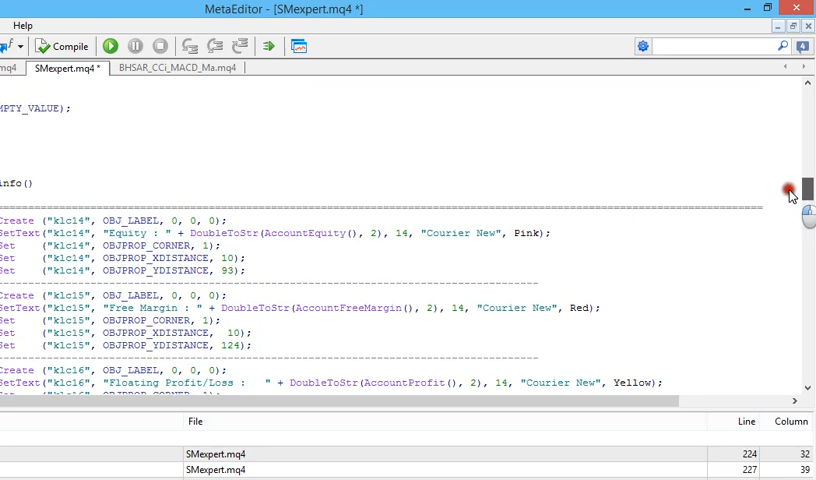 MetaEditor - [SMexpert.mq4 *]
Help
Compile
4
mq4
SMexpert.mq4 *
BHSAR_CCi_MACD_Ma.mq4
MPTY_VALUE);
info()
Create ("klc14", OBJ_LABEL, 0, 0, 0);
SetText("klc14", "Equity : " + DoubleToStr(AccountEquity(), 2), 14, "Courier New", Pink);
Set ("klc14", OBJPROP_CORNER, 1);
Set ("klc14", OBJPROP_XDISTANCE, 10);
Set ("klc14", OBJPROP_YDISTANCE, 93);
Create ("klc15", OBJ_LABEL, 0, 0, 0);
SetText("klc15", "Free Margin : " + DoubleToStr(AccountFreeMargin(), 2), 14, "Courier New", Red);
Set ("klc15", OBJPROP_CORNER, 1);
Set ("klc15", OBJPROP_XDISTANCE, 10);
Set ("klc15", OBJPROP_YDISTANCE, 124);
Create ("klc16", OBJ_LABEL, 0, 0, 0);
SetText("klc16", "Floating Profit/Loss : " + DoubleToStr(AccountProfit(), 2), 14, "Courier New", Yellow);
Set ("klc16", OBJPROP_CORNER, 1);
File Line Column
SMexpert.mq4 224 32
SMexpert.mq4 227 39